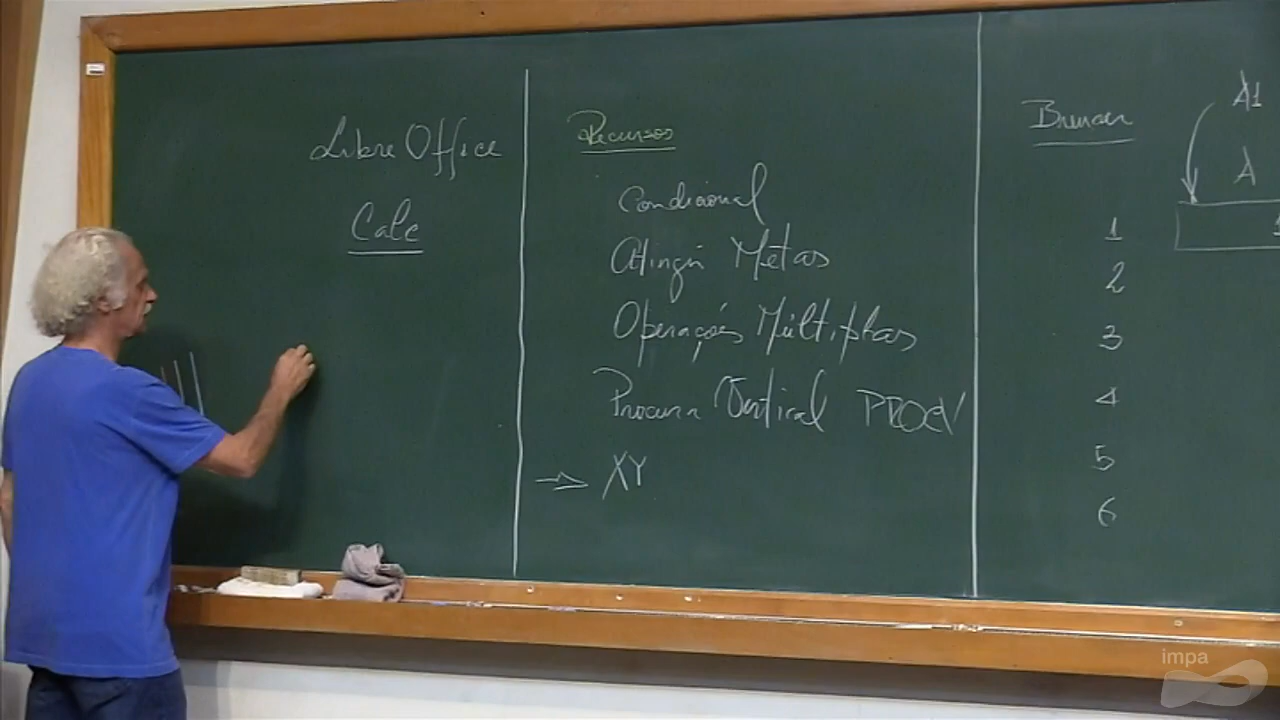 Libre Office
Calc
Recursos
Condicional
Atingir Metas
Operações Múltiplas
Procura Vertical PROCV
→ XY
1
2
3
4
5
6
A1
A
1
impa